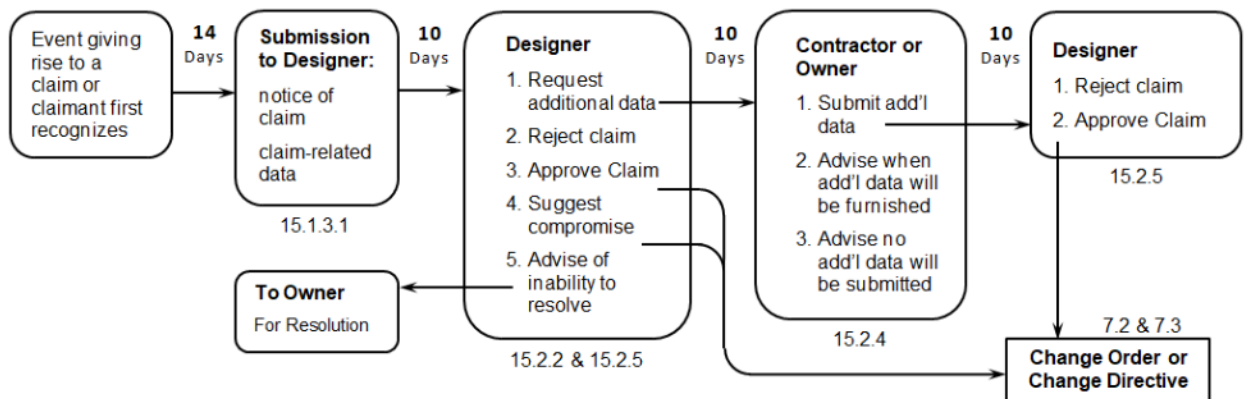 Event giving
rise to a
claim or
claimant first
recognizes
14
Days
Submission
to Designer:
notice of
claim
claim-related
data
15.1.3.1
10
Days
Designer
1. Request
additional data
2. Reject claim
3. Approve Claim
4. Suggest
compromise
5. Advise of
inability to
resolve
15.2.2 & 15.2.5
To Owner
For Resolution
10
Days
Contractor or
Owner
1. Submit add'l
data
2. Advise when
add'l data will
be furnished
3. Advise no
add'l data will
be submitted
15.2.4
10
Days
Designer
1. Reject claim
2. Approve Claim
15.2.5
7.2 & 7.3
Change Order or
Change Directive